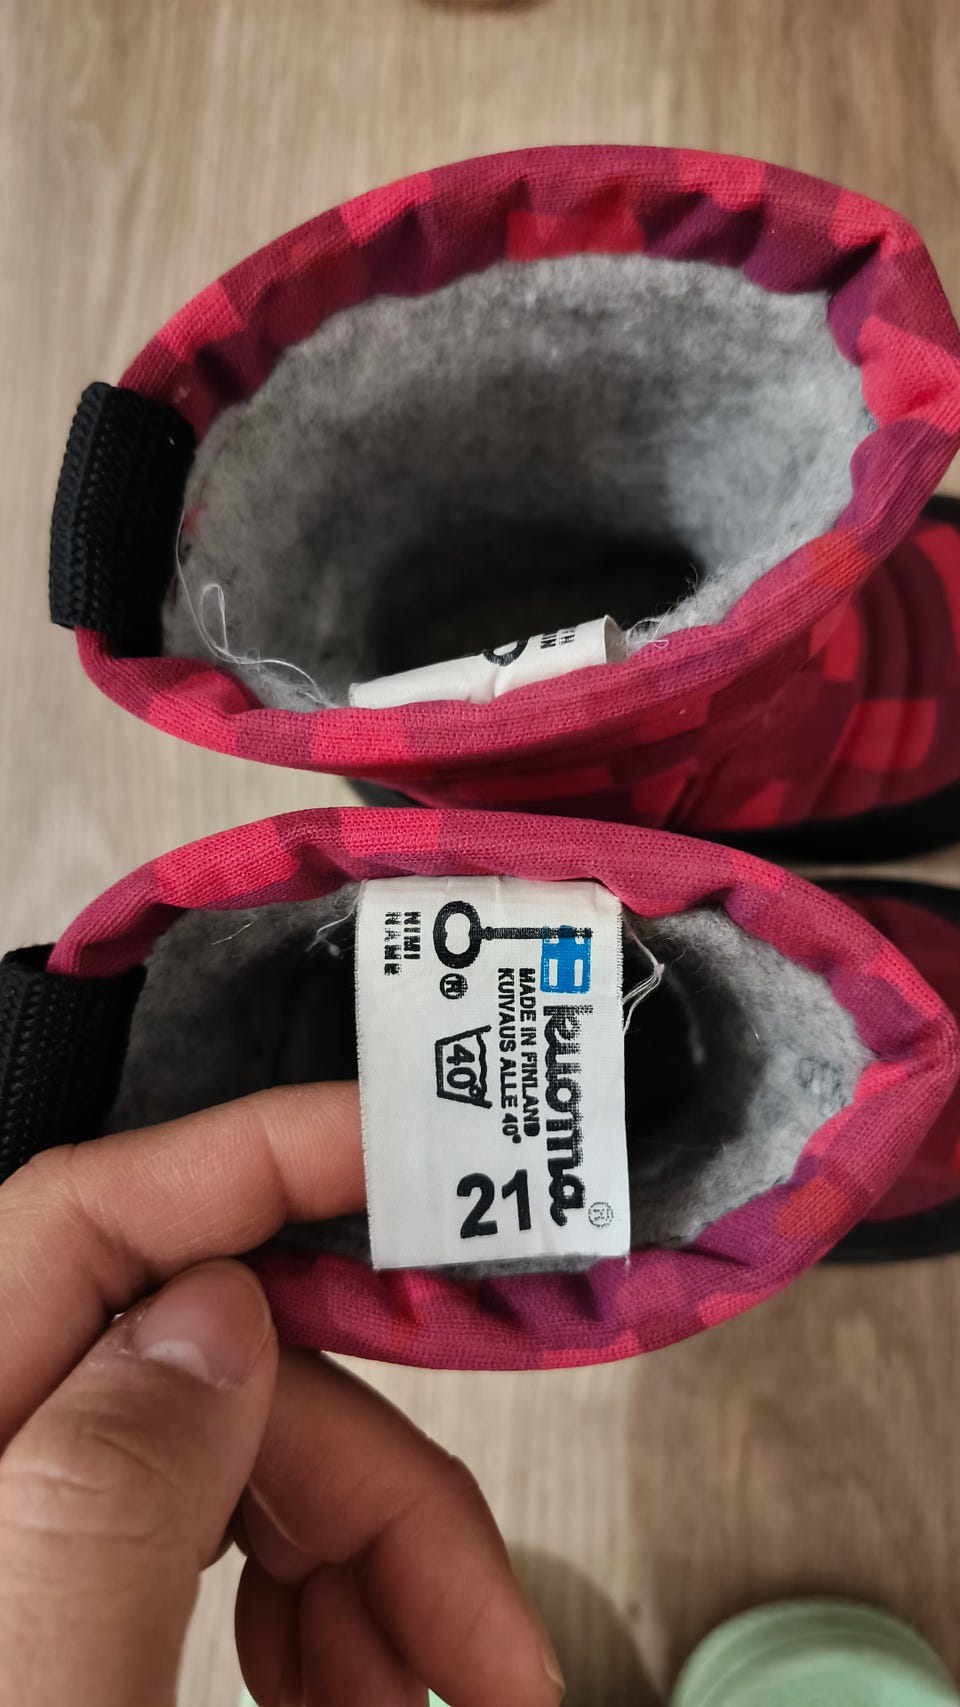 kuoma
®
MADE IN FINLAND
KUIVAUS ALLE 40°
40°
®
NIMI
NAME
21